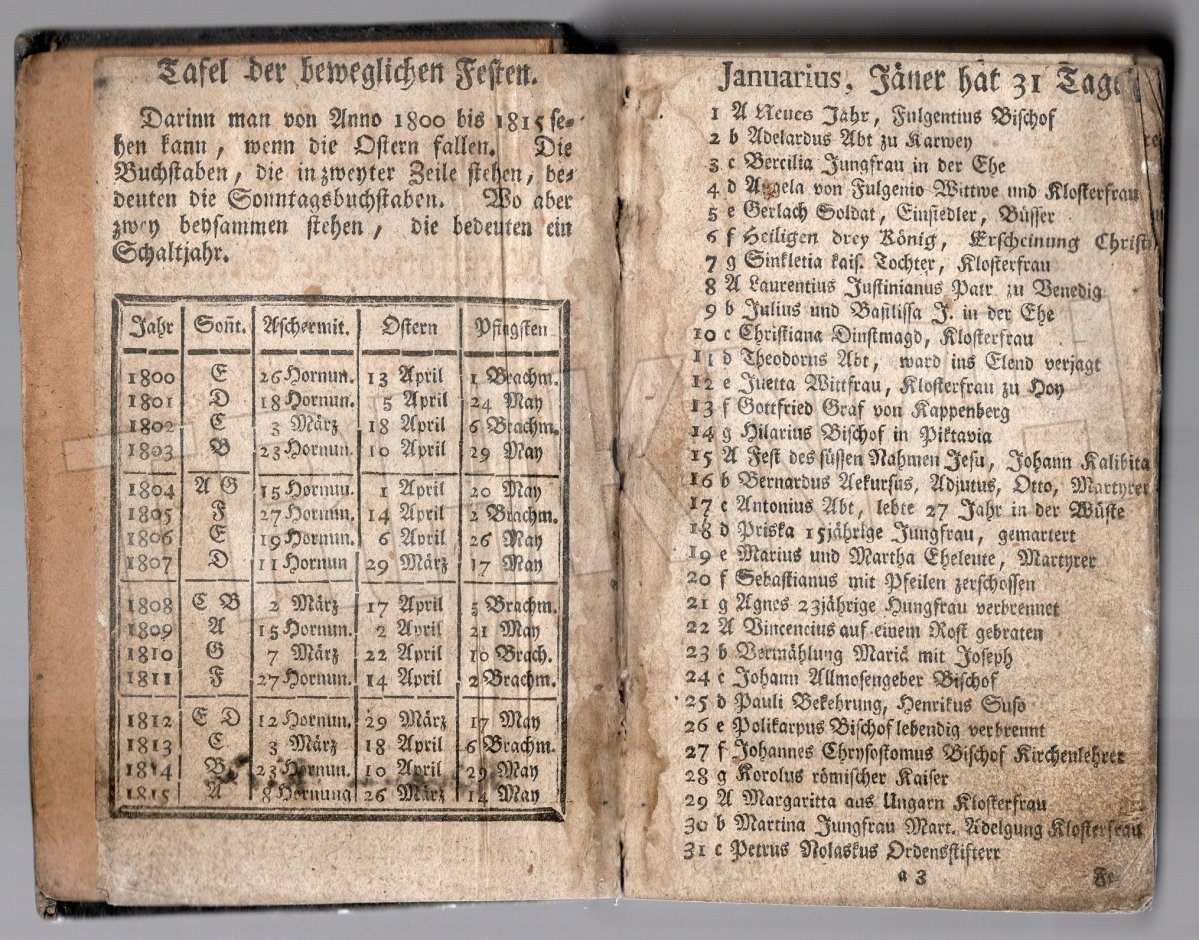 Tafel der beweglichen Festen.
Darinn man von Anno 1800 bis 1815 se-
hen kann, wenn die Ostern fallen. Die
Buchstaben, die in zweyter Zeile stehen, be-
deuten die Sonntagsbuchstaben. Wo aber
zwey beysammen stehen, die bedeuten ein
Schaltjahr.
Jahr Soñt. Aschermit. Ostern Pfingsten
1800 E 26 Hornun. 13 April 1 Brachm.
1801 D 18 Hornun. 5 April 24 May
1802 C 3 März 18 April 6 Brachm.
1803 B 23 Hornun. 10 April 29 May
1804 A G 15 Hornun. 1 April 20 May
1805 F 27 Hornun. 14 April 2 Brachm.
1806 E 19 Hornun. 6 April 26 May
1807 D 11 Hornun 29 März 17 May
1808 C B 2 März 17 April 5 Brachm.
1809 A 15 Hornun. 2 April 21 May
1810 G 7 März 22 April 10 Brach.
1811 F 27 Hornun. 14 April 2 Brachm.
1812 E D 12 Hornun. 29 März 17 May
1813 C 3 März 18 April 6 Brachm.
1814 B 23 Hornun. 10 April 29 May
1815 A 8 Hornung 26 März 14 May
Januarius, Jäner hat 31 Tage
1 A Neues Jahr, Fulgentius Bischof
2 b Adelardus Abt zu Karwey
3 c Bercilia Jungfrau in der Ehe
4 d Angela von Fulgenio Wittwe und Klosterfrau
5 e Gerlach Soldat, Einsiedler, Büsser
6 f Heiligen drey König, Erscheinung Christi
7 g Sinkletia kais. Tochter, Klosterfrau
8 A Laurentius Justinianus Patr. zu Venedig
9 b Julius und Basilissa J. in der Ehe
10 c Christiana Dinstmagd, Klosterfrau
11 d Theodorus Abt, ward ins Elend verjagt
12 e Juetta Wittfrau, Klosterfrau zu Hoy
13 f Gottfried Graf von Kappenberg
14 g Hilarius Bischof in Piktavia
15 A Fest des süssen Nahmen Jesu, Johann Kalibita
16 b Bernardus Aekursus, Adjutus, Otto, Martyrer
17 c Antonius Abt, lebte 27 Jahr in der Wüste
18 d Priska 15jährige Jungfrau, gemartert
19 e Marius und Martha Eheleute, Martyrer
20 f Sebastianus mit Pfeilen zerschossen
21 g Agnes 23jährige Hungfrau verbrennet
22 A Vincencius auf einem Rost gebraten
23 b Vermählung Mariä mit Joseph
24 c Johann Allmosengeber Bischof
25 d Pauli Bekehrung, Henrikus Suso
26 e Polikarpus Bischof lebendig verbrennt
27 f Johannes Chrysostomus Bischof Kirchenlehrer
28 g Korolus römischer Kaiser
29 A Margaritta aus Ungarn Klosterfrau
30 b Martina Jungfrau Mart. Adelgung Klosterfrau
31 c Petrus Nolaskus Ordensstifterr
a 3